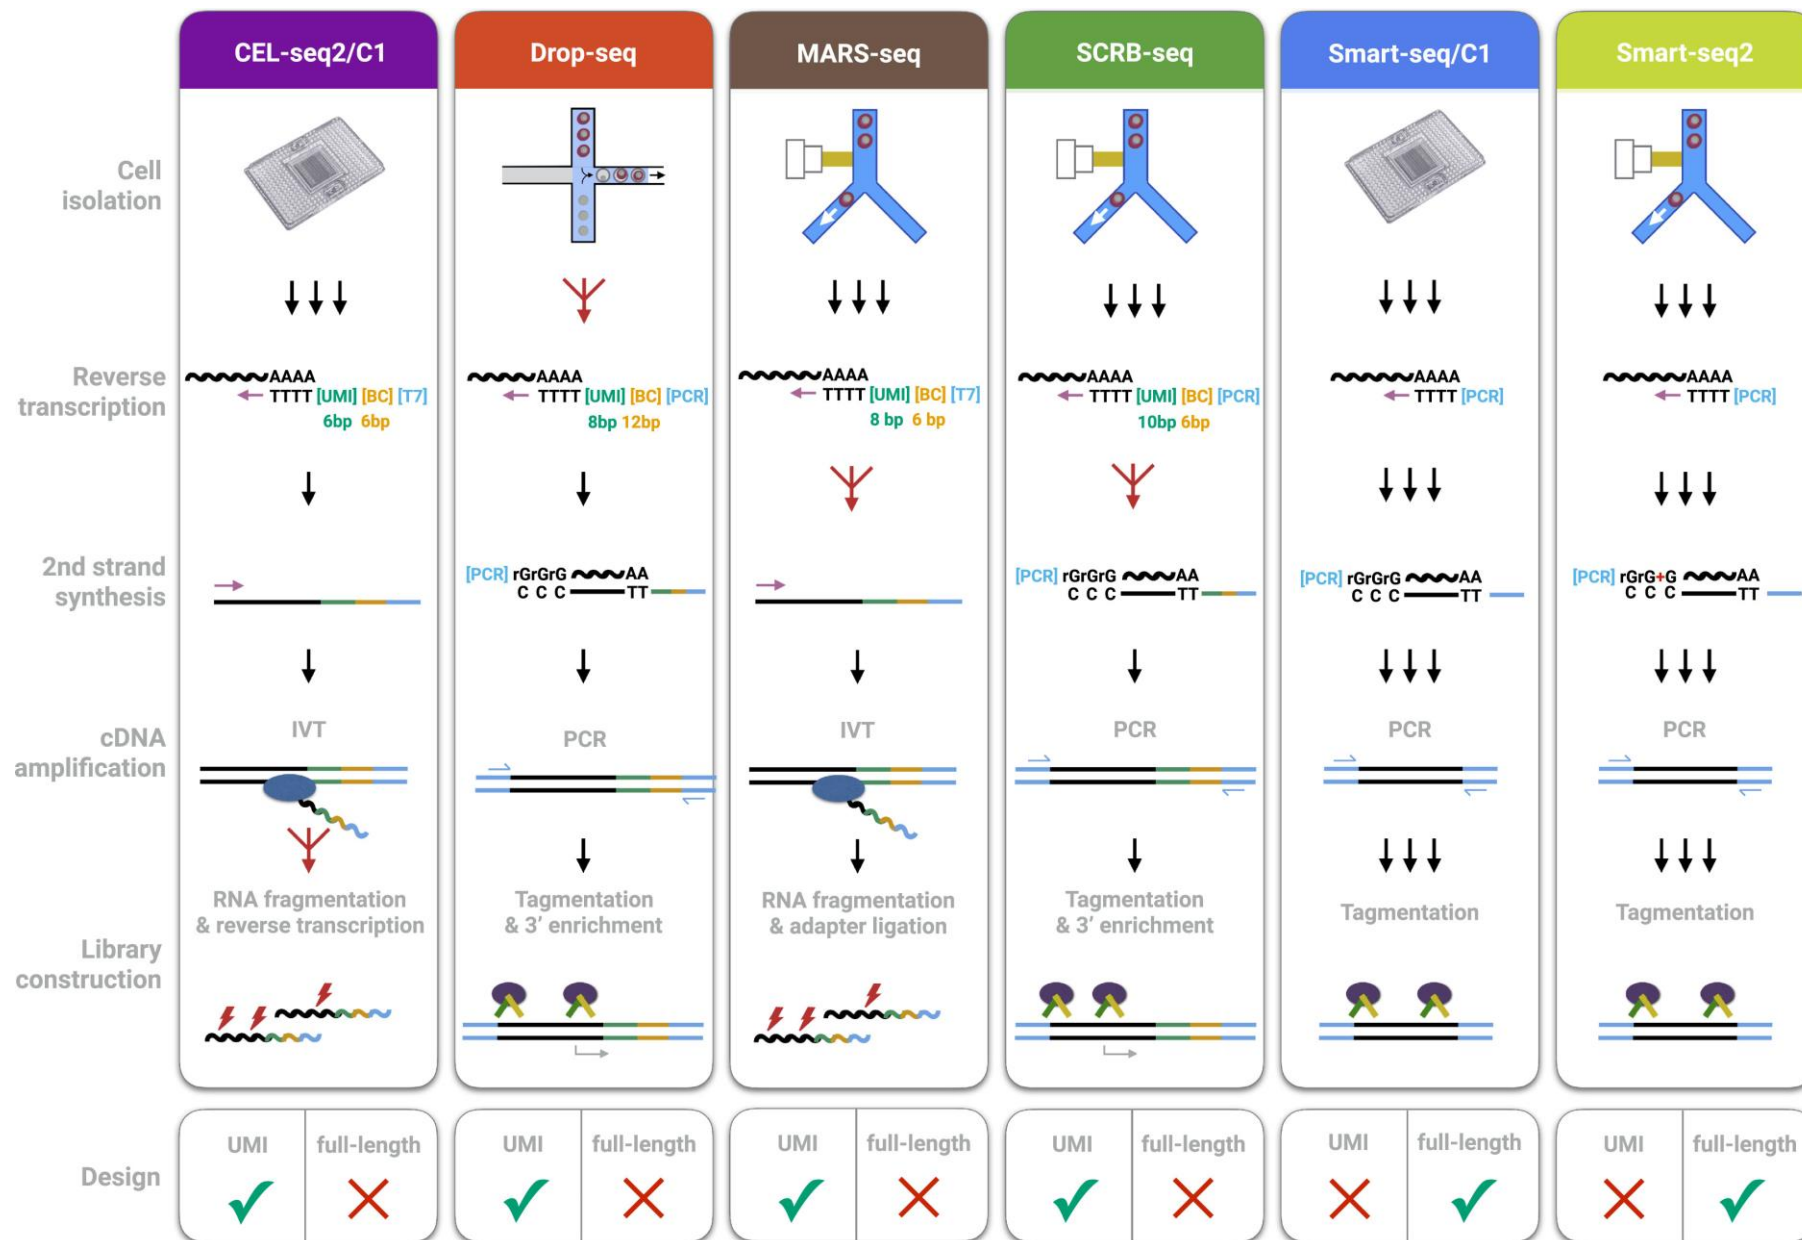 CEL-seq2/C1
Drop-seq
MARS-seq
SCRB-seq
Smart-seq/C1
Smart-seq2
Cell
isolation
Reverse
transcription
AAAA
TTTT [UMI] [BC] [T7]
6bp 6bp
AAAA
TTTT [UMI] [BC] [PCR]
8bp 12bp
AAAA
TTTT [UMI] [BC] [T7]
8 bp 6 bp
AAAA
TTTT [UMI] [BC] [PCR]
10bp 6bp
AAAA
TTTT [PCR]
AAAA
TTTT [PCR]
2nd strand
synthesis
[PCR] rGrGrG AA
C C C TT
[PCR] rGrGrG AA
C C C TT
[PCR] rGrGrG AA
C C C TT
[PCR] rGrG+G AA
C C C TT
cDNA
amplification
IVT
PCR
IVT
PCR
PCR
PCR
Library
construction
RNA fragmentation
& reverse transcription
Tagmentation
& 3’ enrichment
RNA fragmentation
& adapter ligation
Tagmentation
& 3’ enrichment
Tagmentation
Tagmentation
Design
UMI full-length
UMI full-length
UMI full-length
UMI full-length
UMI full-length
UMI full-length